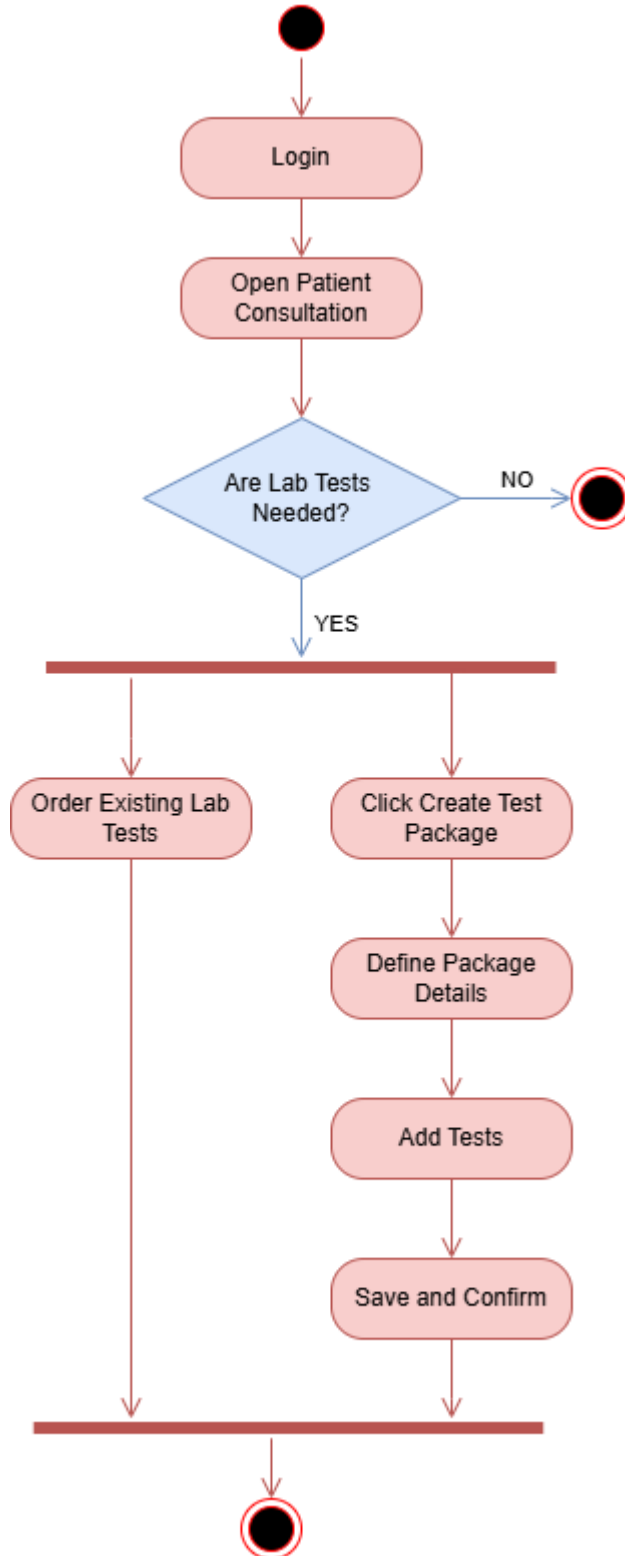 Login
Open Patient
Consultation
Are Lab Tests
Needed?
NO
YES
Order Existing Lab
Tests
Click Create Test
Package
Define Package
Details
Add Tests
Save and Confirm